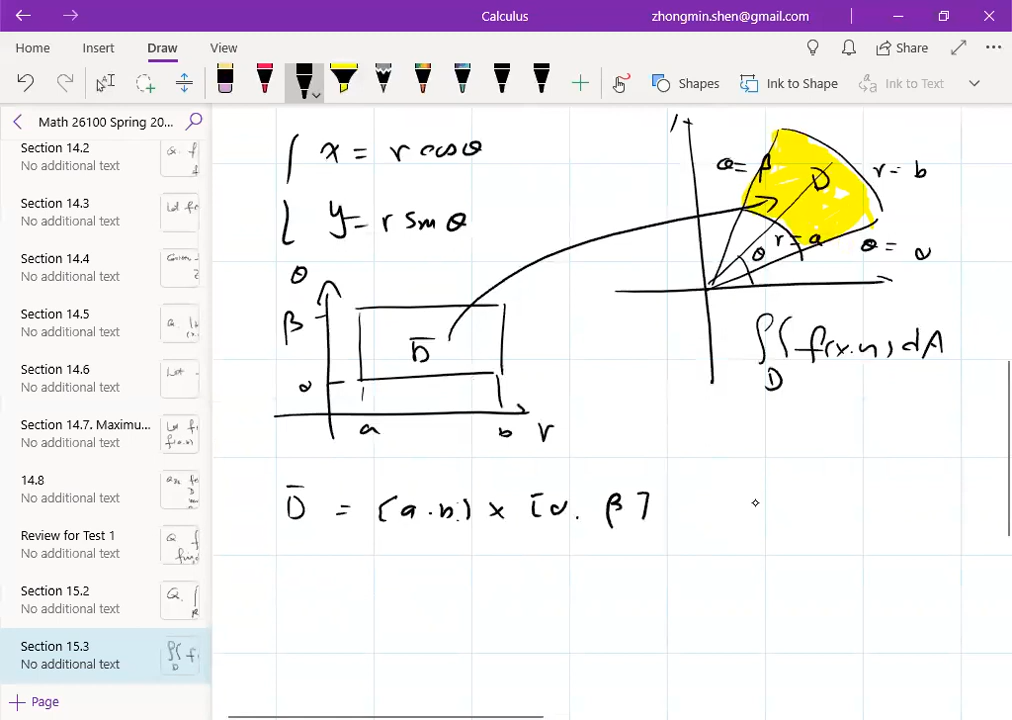 Calculus
zhongmin.shen@gmail.com
Home Insert Draw View
Share
Shapes
Ink to Shape
Ink to Text
Math 26100 Spring 20...
Section 14.2
No additional text
Section 14.3
No additional text
Section 14.4
No additional text
Section 14.5
No additional text
Section 14.6
No additional text
Section 14.7. Maximu...
No additional text
14.8
No additional text
Review for Test 1
No additional text
Section 15.2
No additional text
Section 15.3
No additional text
Page
x = r cosθ
y = r sinθ
θ
β
D̅
α
a
b r
θ = β
D
r = b
r = a
θ
θ = α
∬ f(x.y) dA
D
D̅ = [a.b] × [α. β]